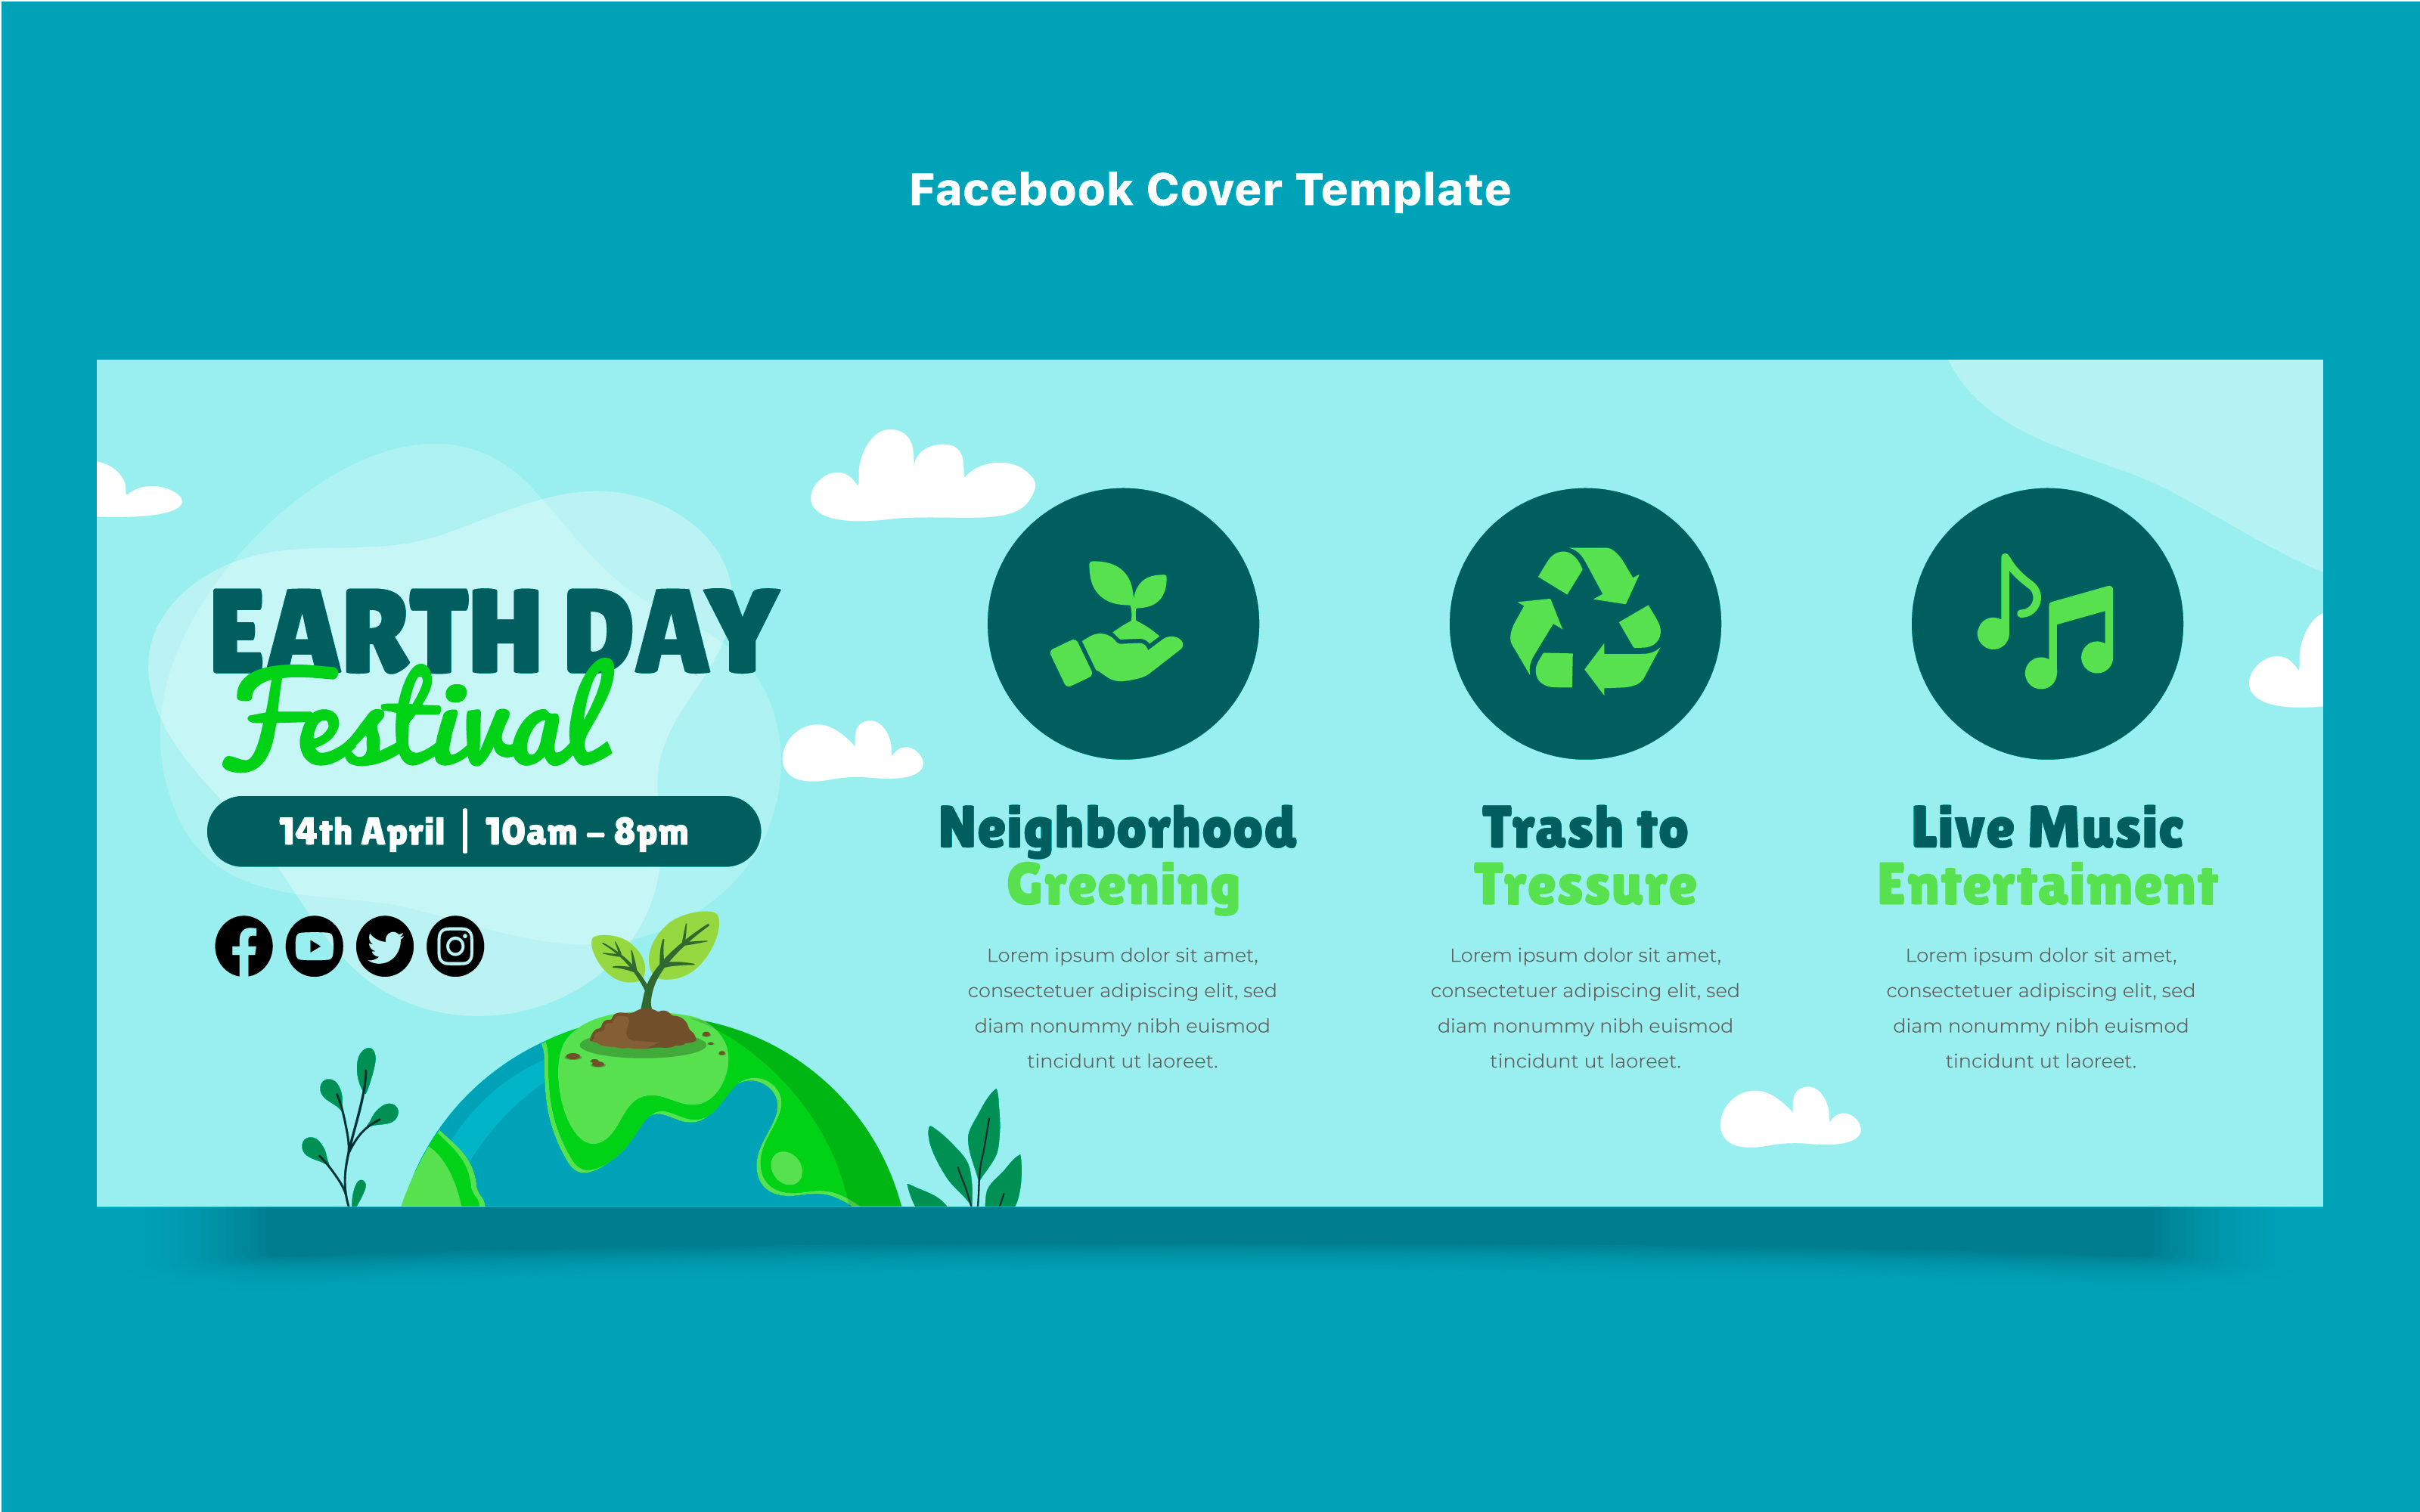 Facebook Cover Template
EARTH DAY
Festival
14th April | 10am – 8pm
Neighborhood
Greening
Lorem ipsum dolor sit amet,
consectetuer adipiscing elit, sed
diam nonummy nibh euismod
tincidunt ut laoreet.
Trash to
Tressure
Lorem ipsum dolor sit amet,
consectetuer adipiscing elit, sed
diam nonummy nibh euismod
tincidunt ut laoreet.
Live Music
Entertaiment
Lorem ipsum dolor sit amet,
consectetuer adipiscing elit, sed
diam nonummy nibh euismod
tincidunt ut laoreet.